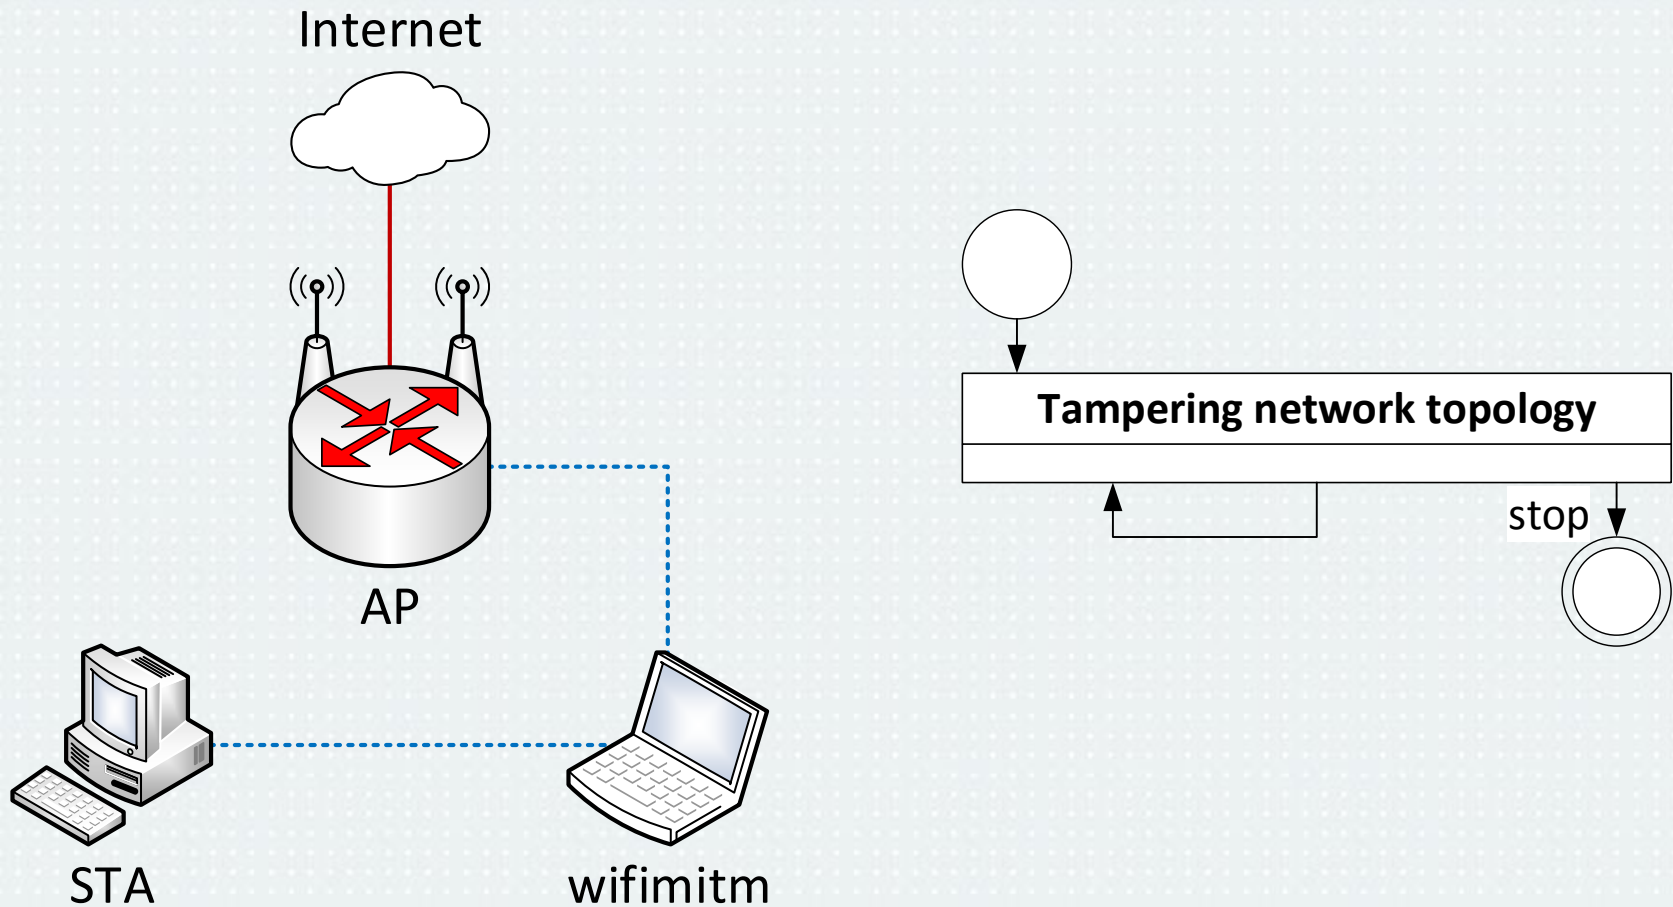 Internet
Tampering network topology
stop
AP
STA
wifimitm